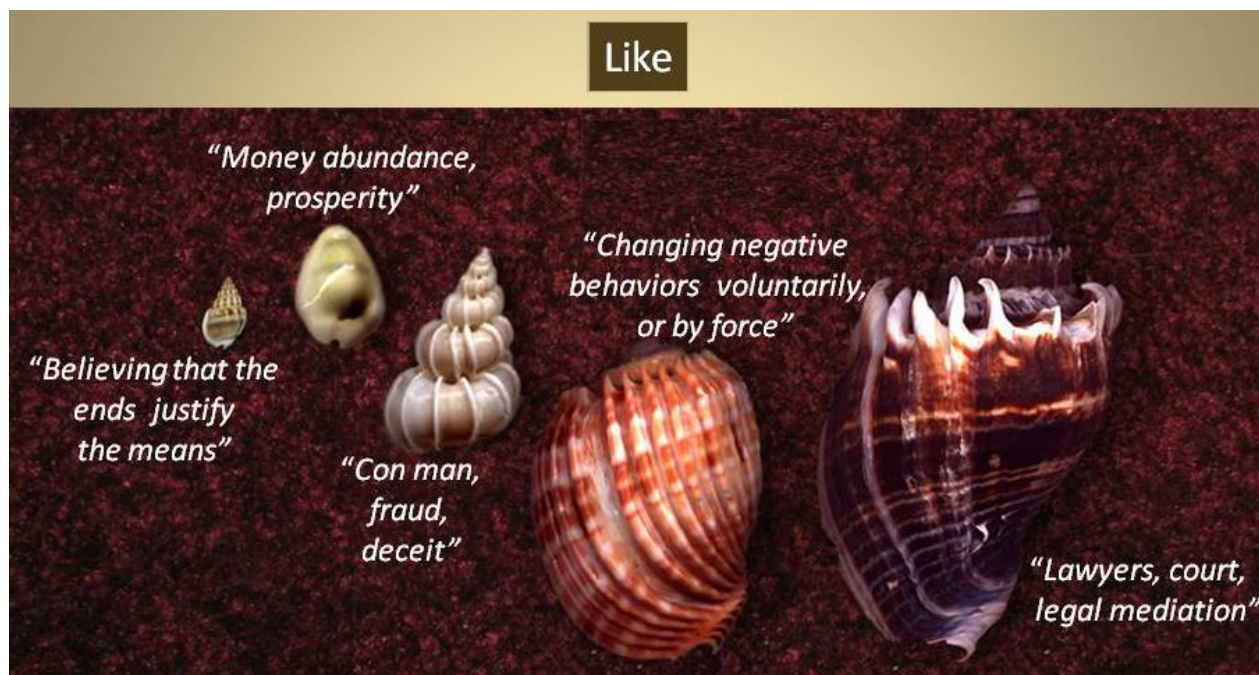 Like
“Money abundance,
prosperity”
“Believing that the
ends justify
the means”
“Con man,
fraud,
deceit”
“Changing negative
behaviors voluntarily,
or by force”
“Lawyers, court,
legal mediation”